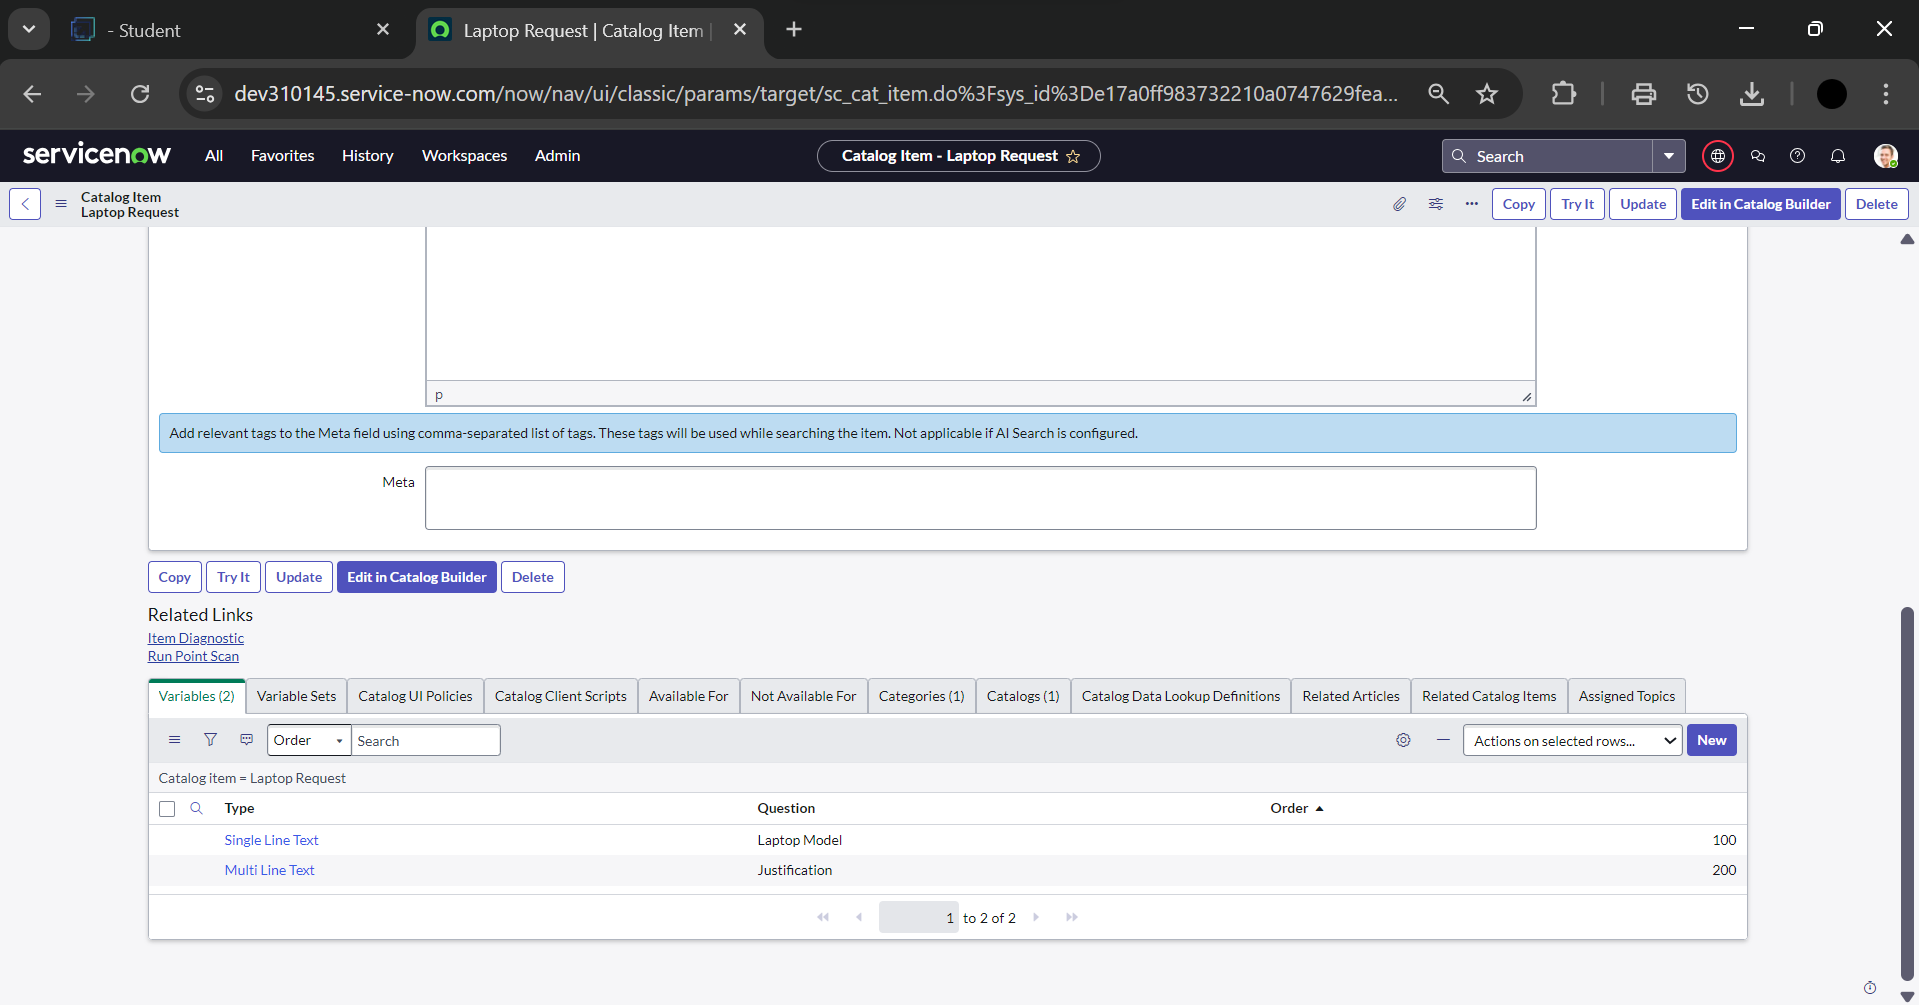 - Student
Laptop Request | Catalog Item |
dev310145.service-now.com/now/nav/ui/classic/params/target/sc_cat_item.do%3Fsys_id%3De17a0ff983732210a0747629fea...
servicenow All Favorites History Workspaces Admin Catalog Item - Laptop Request Search
Catalog Item
Laptop Request
Copy Try It Update Edit in Catalog Builder Delete
p
Add relevant tags to the Meta field using comma-separated list of tags. These tags will be used while searching the item. Not applicable if AI Search is configured.
Meta
Copy Try It Update Edit in Catalog Builder Delete
Related Links
Item Diagnostic
Run Point Scan
Variables (2) Variable Sets Catalog UI Policies Catalog Client Scripts Available For Not Available For Categories (1) Catalogs (1) Catalog Data Lookup Definitions Related Articles Related Catalog Items Assigned Topics
Order Search Actions on selected rows... New
Catalog item = Laptop Request
Type Question Order
Single Line Text Laptop Model 100
Multi Line Text Justification 200
1 to 2 of 2